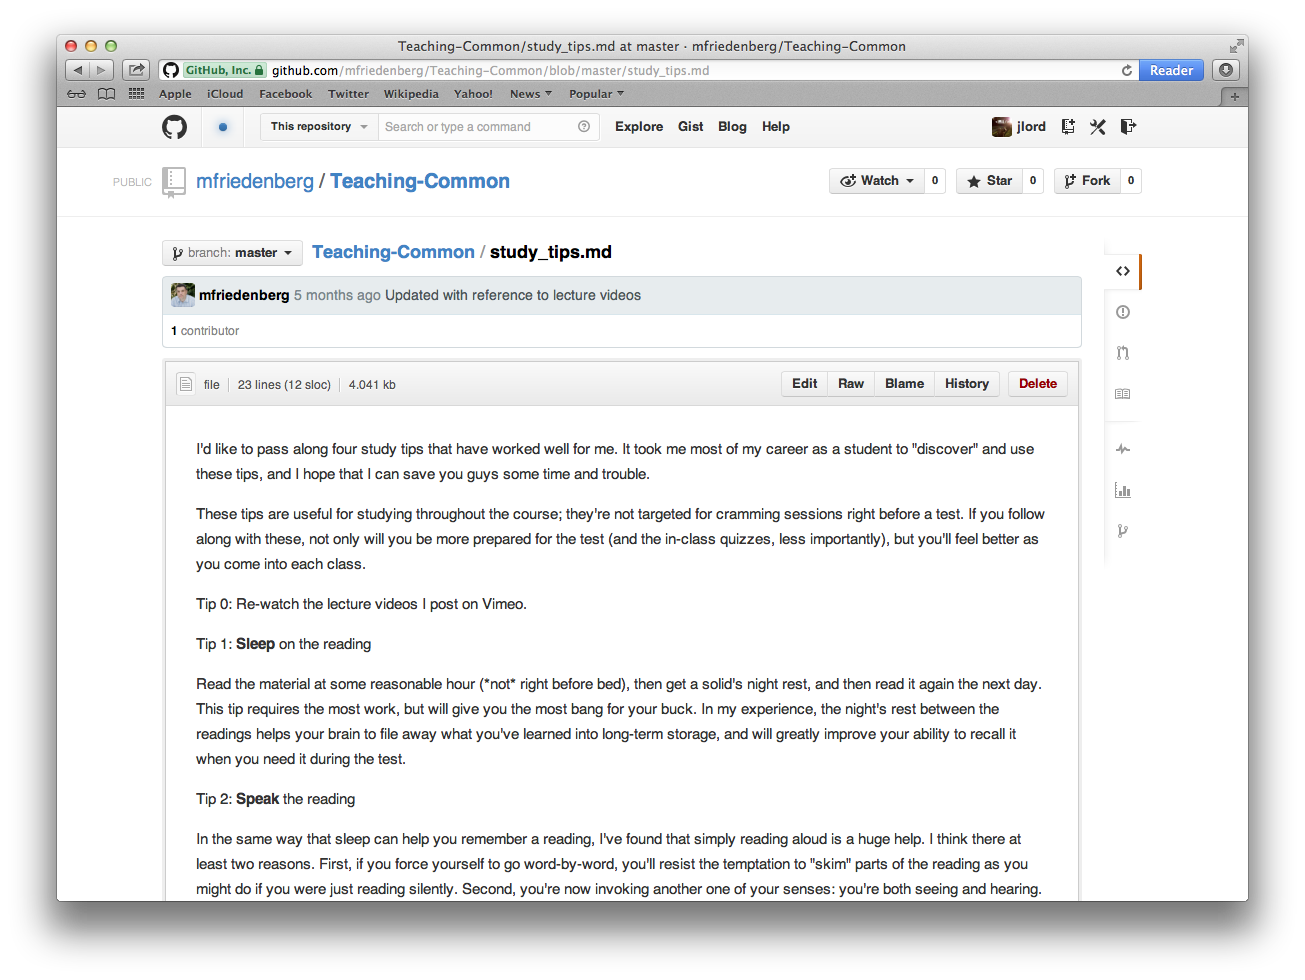 Teaching-Common/study_tips.md at master · mfriedenberg/Teaching-Common
GitHub, Inc. github.com/mfriedenberg/Teaching-Common/blob/master/study_tips.md Reader
Apple iCloud Facebook Twitter Wikipedia Yahoo! News Popular
This repository Search or type a command Explore Gist Blog Help jlord
PUBLIC mfriedenberg / Teaching-Common Watch 0 Star 0 Fork 0
branch: master Teaching-Common / study_tips.md
mfriedenberg 5 months ago Updated with reference to lecture videos
1 contributor
file 23 lines (12 sloc) 4.041 kb Edit Raw Blame History Delete
I'd like to pass along four study tips that have worked well for me. It took me most of my career as a student to "discover" and use
these tips, and I hope that I can save you guys some time and trouble.
These tips are useful for studying throughout the course; they're not targeted for cramming sessions right before a test. If you follow
along with these, not only will you be more prepared for the test (and the in-class quizzes, less importantly), but you'll feel better as
you come into each class.
Tip 0: Re-watch the lecture videos I post on Vimeo.
Tip 1: Sleep on the reading
Read the material at some reasonable hour (*not* right before bed), then get a solid's night rest, and then read it again the next day.
This tip requires the most work, but will give you the most bang for your buck. In my experience, the night's rest between the
readings helps your brain to file away what you've learned into long-term storage, and will greatly improve your ability to recall it
when you need it during the test.
Tip 2: Speak the reading
In the same way that sleep can help you remember a reading, I've found that simply reading aloud is a huge help. I think there at
least two reasons. First, if you force yourself to go word-by-word, you'll resist the temptation to "skim" parts of the reading as you
might do if you were just reading silently. Second, you're now invoking another one of your senses: you're both seeing and hearing.